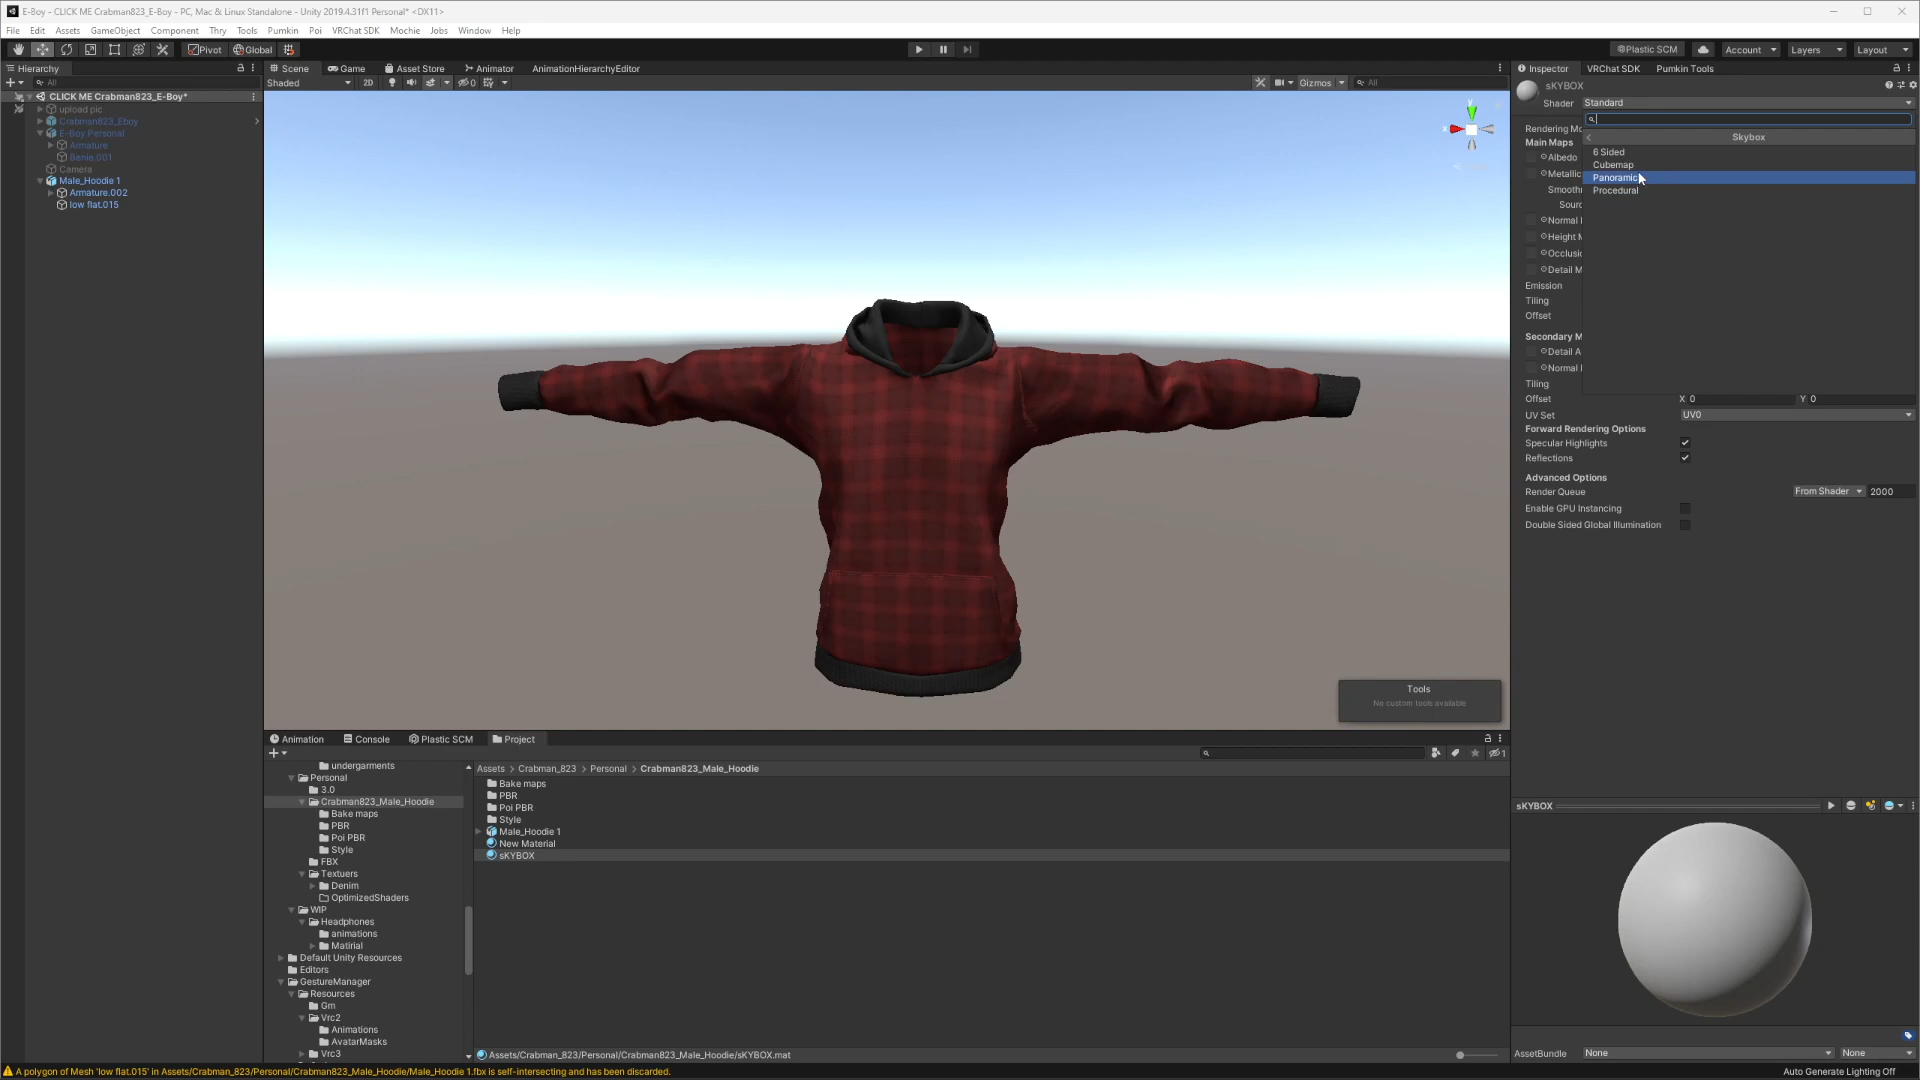 E-Boy - CLICK ME Crabman823_E-Boy - PC, Mac & Linux Standalone - Unity 2019.4.31f1 Personal* <DX11>
File Edit Assets GameObject Component Thry Tools Pumkin Poi VRChat SDK Mochie Jobs Window Help
Pivot Global Plastic SCM Account Layers Layout
Hierarchy
All
CLICK ME Crabman823_E-Boy*
upload pic
Crabman823_Eboy
E-Boy Personal
Armature
Camera
Male_Hoodie 1
Armature.002
low flat.015
Scene Game Asset Store Animator AnimationHierarchyEditor
Shaded 2D 0 Gizmos All
Tools
No custom tools available
Inspector VRChat SDK Pumkin Tools
sKYBOX
Shader Standard
Skybox
6 Sided
Cubemap
Panoramic
Procedural
Rendering Mo
Main Maps
Albedo
Metallic
Smooth
Sourc
Normal
Height M
Occlusio
Detail M
Emission
Tiling
Offset
Secondary M
Detail A
Normal
Tiling
Offset X 0 Y 0
UV Set UV0
Forward Rendering Options
Specular Highlights
Reflections
Advanced Options
Render Queue From Shader 2000
Enable GPU Instancing
Double Sided Global Illumination
Animation Console Plastic SCM Project
1
undergarments
Personal
3.0
Crabman823_Male_Hoodie
Bake maps
PBR
Poi PBR
Style
FBX
Textuers
Denim
OptimizedShaders
WIP
Headphones
animations
Matirial
Default Unity Resources
Editors
GestureManager
Resources
Gm
Vrc2
Animations
AvatarMasks
Vrc3
Assets > Crabman_823 > Personal > Crabman823_Male_Hoodie
Bake maps
PBR
Poi PBR
Style
Male_Hoodie 1
New Material
sKYBOX
Assets/Crabman_823/Personal/Crabman823_Male_Hoodie/sKYBOX.mat
sKYBOX
AssetBundle None None
A polygon of Mesh 'low flat.015' in Assets/Crabman_823/Personal/Crabman823_Male_Hoodie/Male_Hoodie 1.fbx is self-intersecting and has been discarded.
Auto Generate Lighting Off